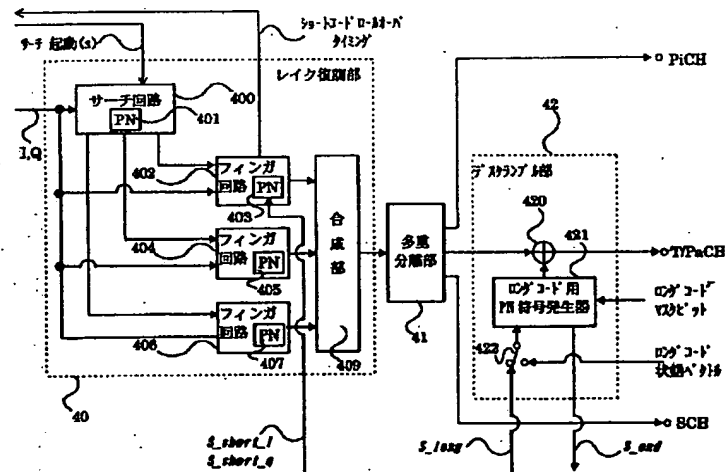 ショートコードロールオーバ
タイミング
サーチ起動(s)
レイク復調部
サーチ回路
400
PN
401
I,Q
402
フィンガ
回路
PN
403
404
フィンガ
回路
PN
405
406
フィンガ
回路
PN
407
合成部
409
40
S_short_i
S_short_q
多重
分離部
41
PiCH
42
デスクランブル部
420
421
T/PaCH
ロングコード用
PN符号発生器
ロングコード
マスクビット
422
ロングコード
状態ベクトル
SCH
S_long
S_end